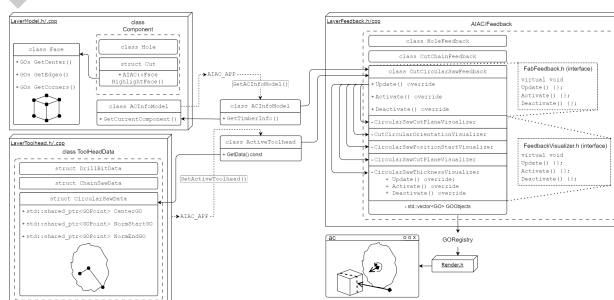 LayerModel.h/.cpp
class Face
GOs GetCenter()
GOs GetEdges()
GOs GetCorners()
class
Component
class Hole
struct Cut
+ AIAC::Face
HighlightFace()
class ACInfoModel
+ GetCurrentComponent()
AIAC_APP
GetACInfoModel()
class ACInfoModel
+ GetTimberInfo()
class ActiveToolhead
+ GetData() const
GetActiveToolhead()
AIAC_APP
LayerToolhead.h/.cpp
class ToolHeadData
struct DrillBitData
struct ChainSawData
struct CircularSawData
+ std::shared_ptr<GOPoint> CenterGO
+ std::shared_ptr<GOPoint> NormStartGO
+ std::shared_ptr<GOPoint> NormEndGO
LayerFeedback.h/cpp
AIAC/Feedback
class HoleFeedback
class CutChainFeedback
class CutCircularSawFeedback
+ Update() override
+ Activate() override
+ Deactivate() override
- CircularSawCutPlaneVisualizer
- CutCircularOrientationVisualizer
- CircularSawPositionStartVisualizer
- CircularSawCutPlaneVisualizer
- CircularSawThicknessVisualizer
+ Update() override;
+ Activate() override
+ Deactivate() override
- std::vector<GO> GOObjects
FabFeedback.h (interface)
virtual void
Update() {};
Activate() {};
Deactivate() {};
FeedbackVisualizer.h (interface)
virtual void
Update() {};
Activate() {};
Deactivate() {};
GORegistry
Render.h
ac
o o x